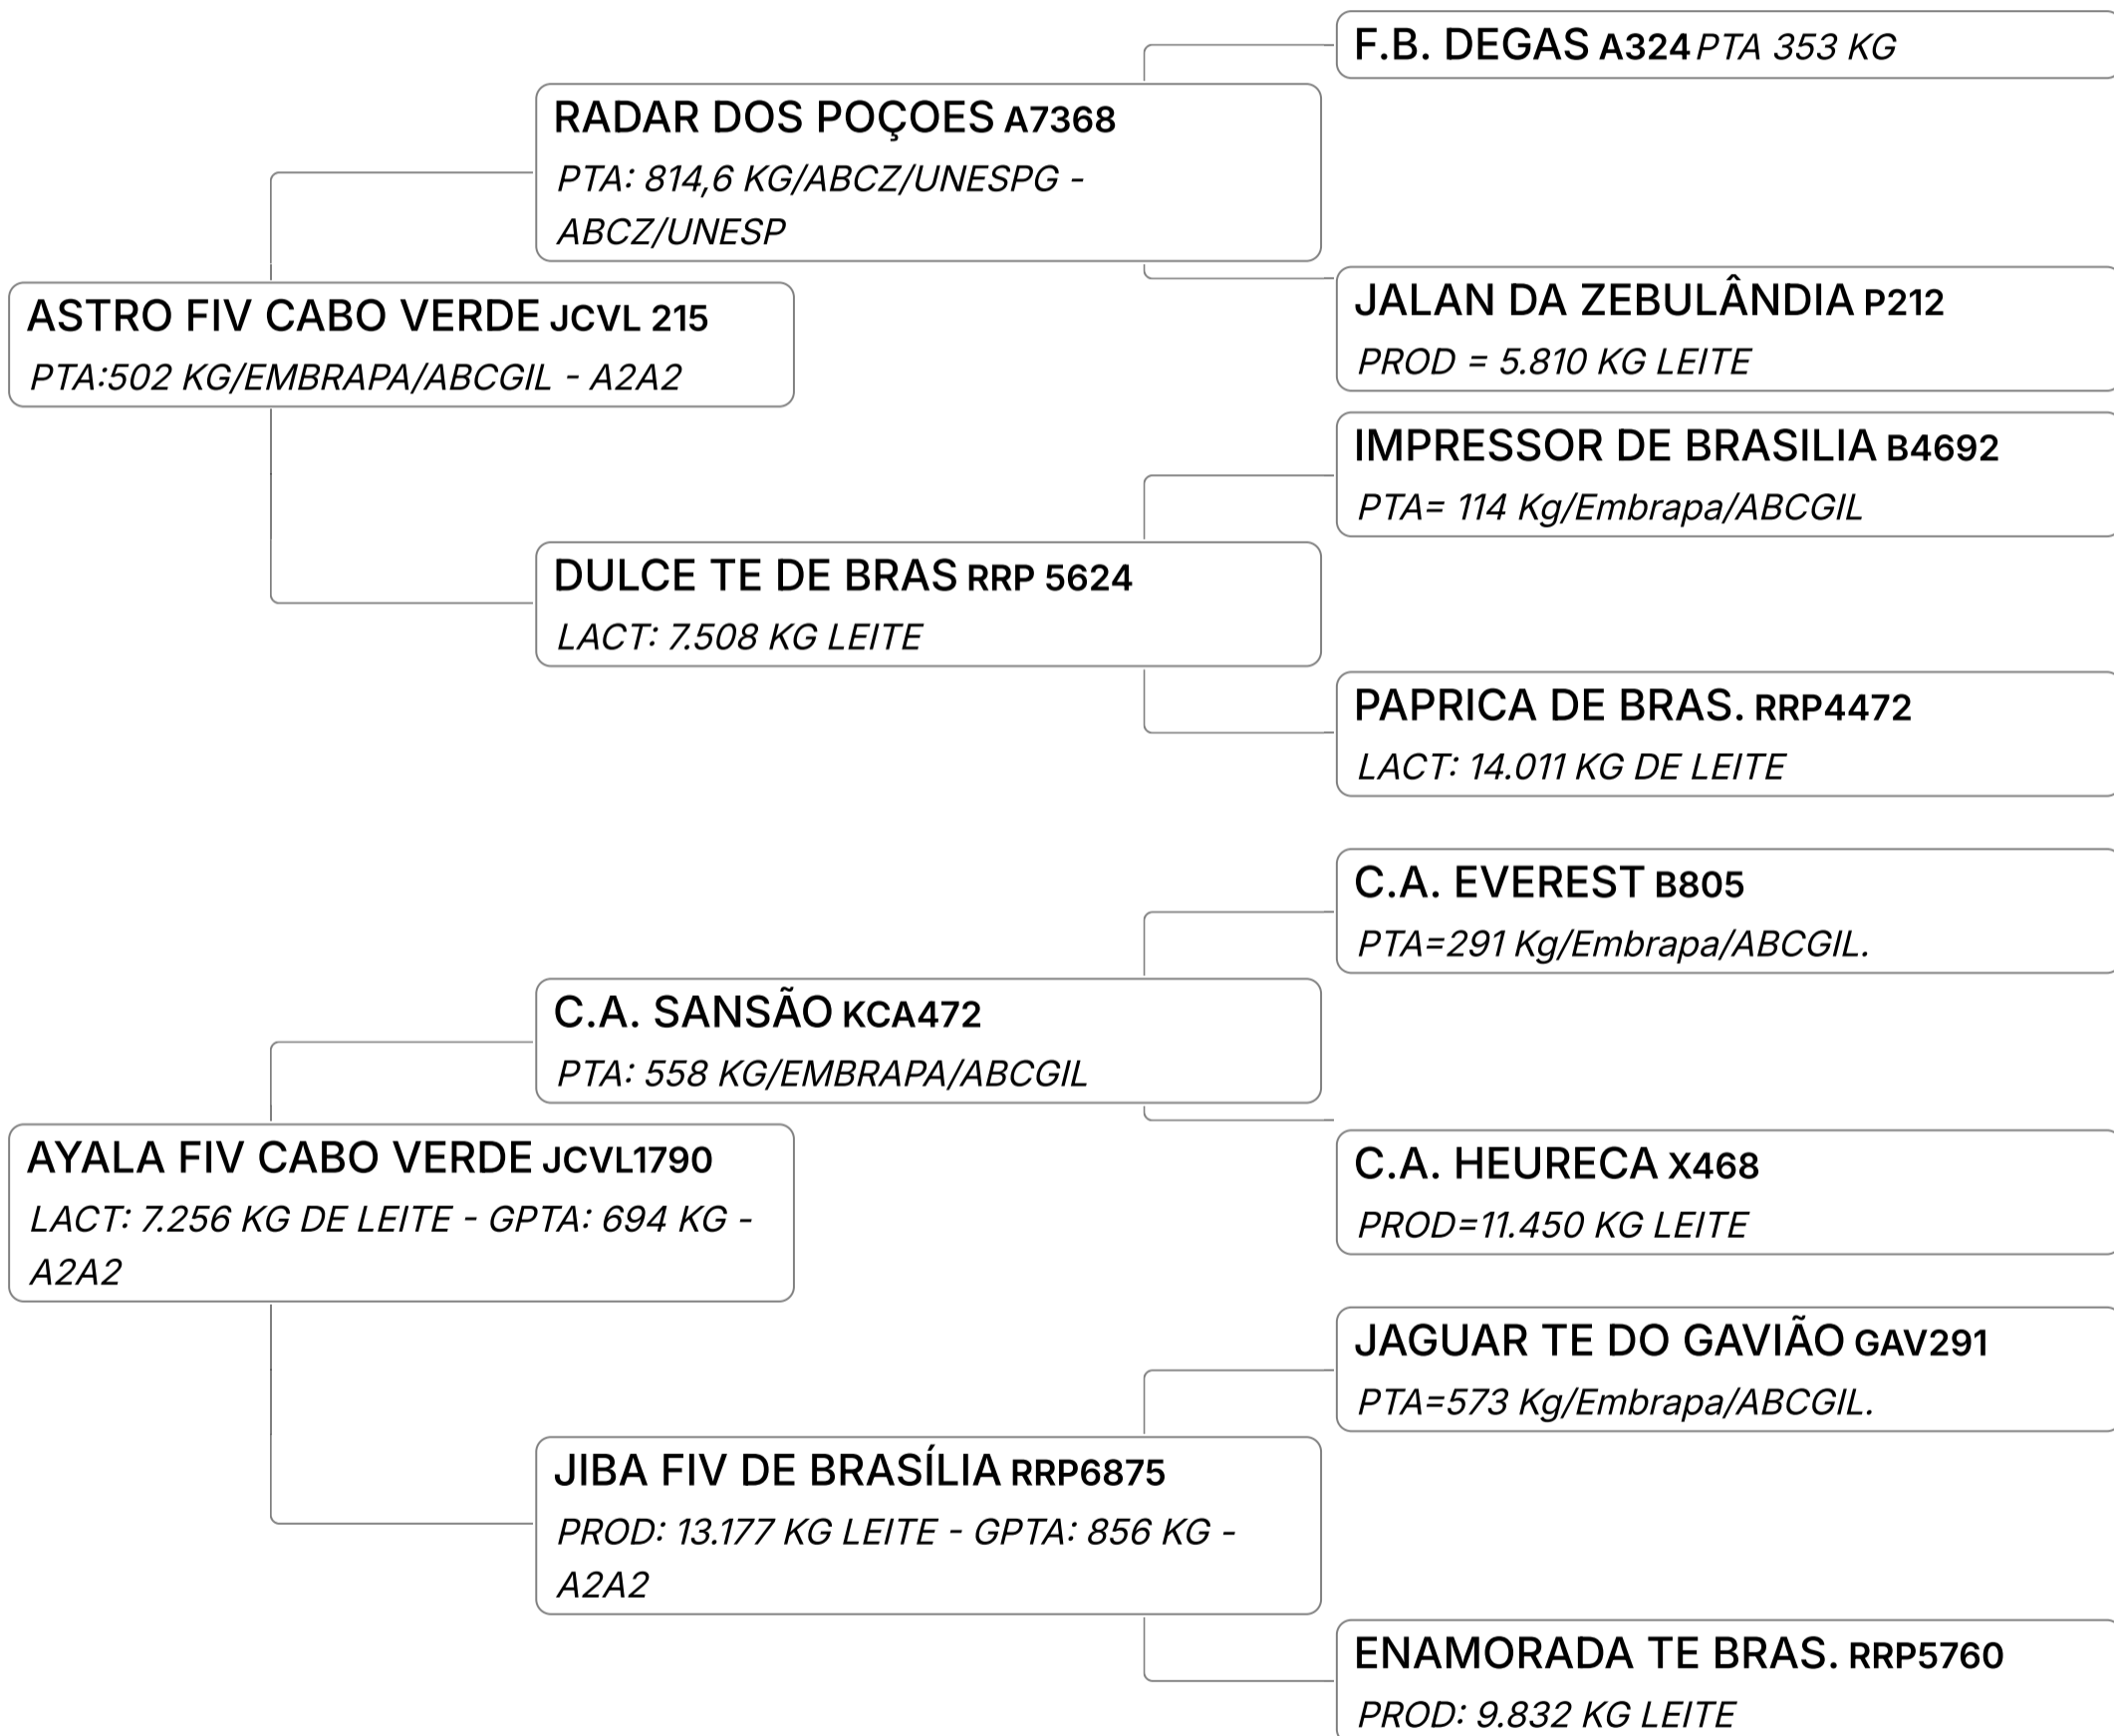 F.B. DEGAS A324 PTA 353 KG
RADAR DOS POÇOES A7368
PTA: 814,6 KG/ABCZ/UNESPG -
ABCZ/UNESP
JALAN DA ZEBULÂNDIA P212
PROD = 5.810 KG LEITE
ASTRO FIV CABO VERDE JCVL 215
PTA:502 KG/EMBRAPA/ABCGIL - A2A2
IMPRESSOR DE BRASILIA B4692
PTA= 114 Kg/Embrapa/ABCGIL
DULCE TE DE BRAS RRP 5624
LACT: 7.508 KG LEITE
PAPRICA DE BRAS. RRP4472
LACT: 14.011 KG DE LEITE
C.A. EVEREST B805
PTA=291 Kg/Embrapa/ABCGIL.
C.A. SANSÃO KCA472
PTA: 558 KG/EMBRAPA/ABCGIL
C.A. HEURECA X468
PROD=11.450 KG LEITE
AYALA FIV CABO VERDE JCVL1790
LACT: 7.256 KG DE LEITE - GPTA: 694 KG -
A2A2
JAGUAR TE DO GAVIÃO GAV291
PTA=573 Kg/Embrapa/ABCGIL.
JIBA FIV DE BRASÍLIA RRP6875
PROD: 13.177 KG LEITE - GPTA: 856 KG -
A2A2
ENAMORADA TE BRAS. RRP5760
PROD: 9.832 KG LEITE